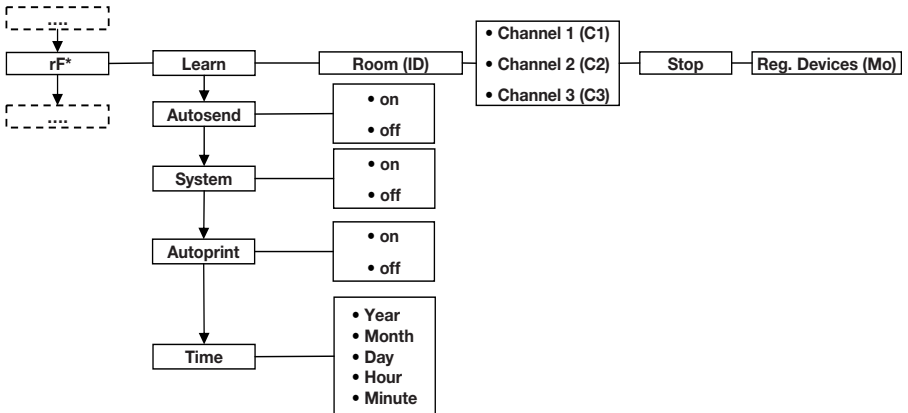 ....
rF*
....
Learn
Room (ID)
• Channel 1 (C1)
• Channel 2 (C2)
• Channel 3 (C3)
Stop
Reg. Devices (Mo)
Autosend
• on
• off
System
• on
• off
Autoprint
• on
• off
Time
• Year
• Month
• Day
• Hour
• Minute